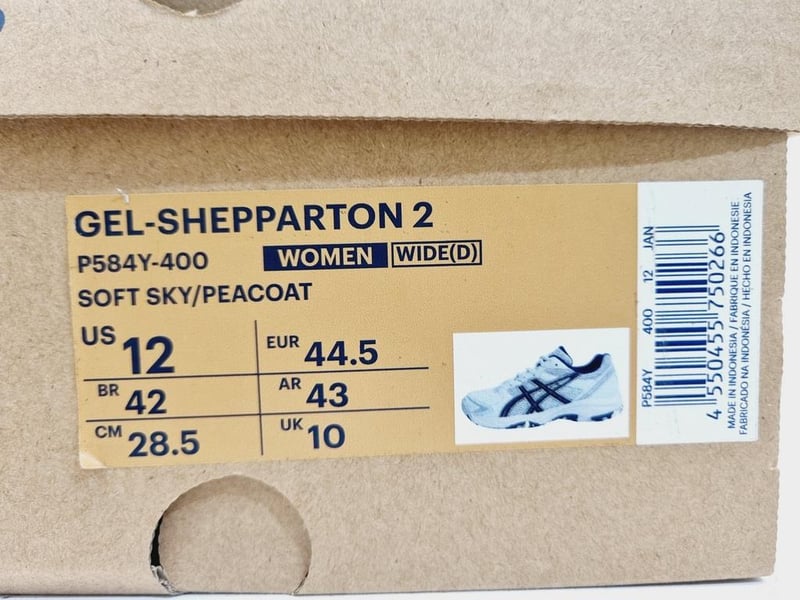 GEL-SHEPPARTON 2
P584Y-400 WOMEN WIDE(D)
SOFT SKY/PEACOAT
US 12 EUR 44.5
BR 42 AR 43
CM 28.5 UK 10
P584Y 400 12 JAN
4 550455 750266
MADE IN INDONESIA / FABRIQUE EN INDONESIE
FABRICADO NA INDONÉSIA / HECHO EN INDONESIA